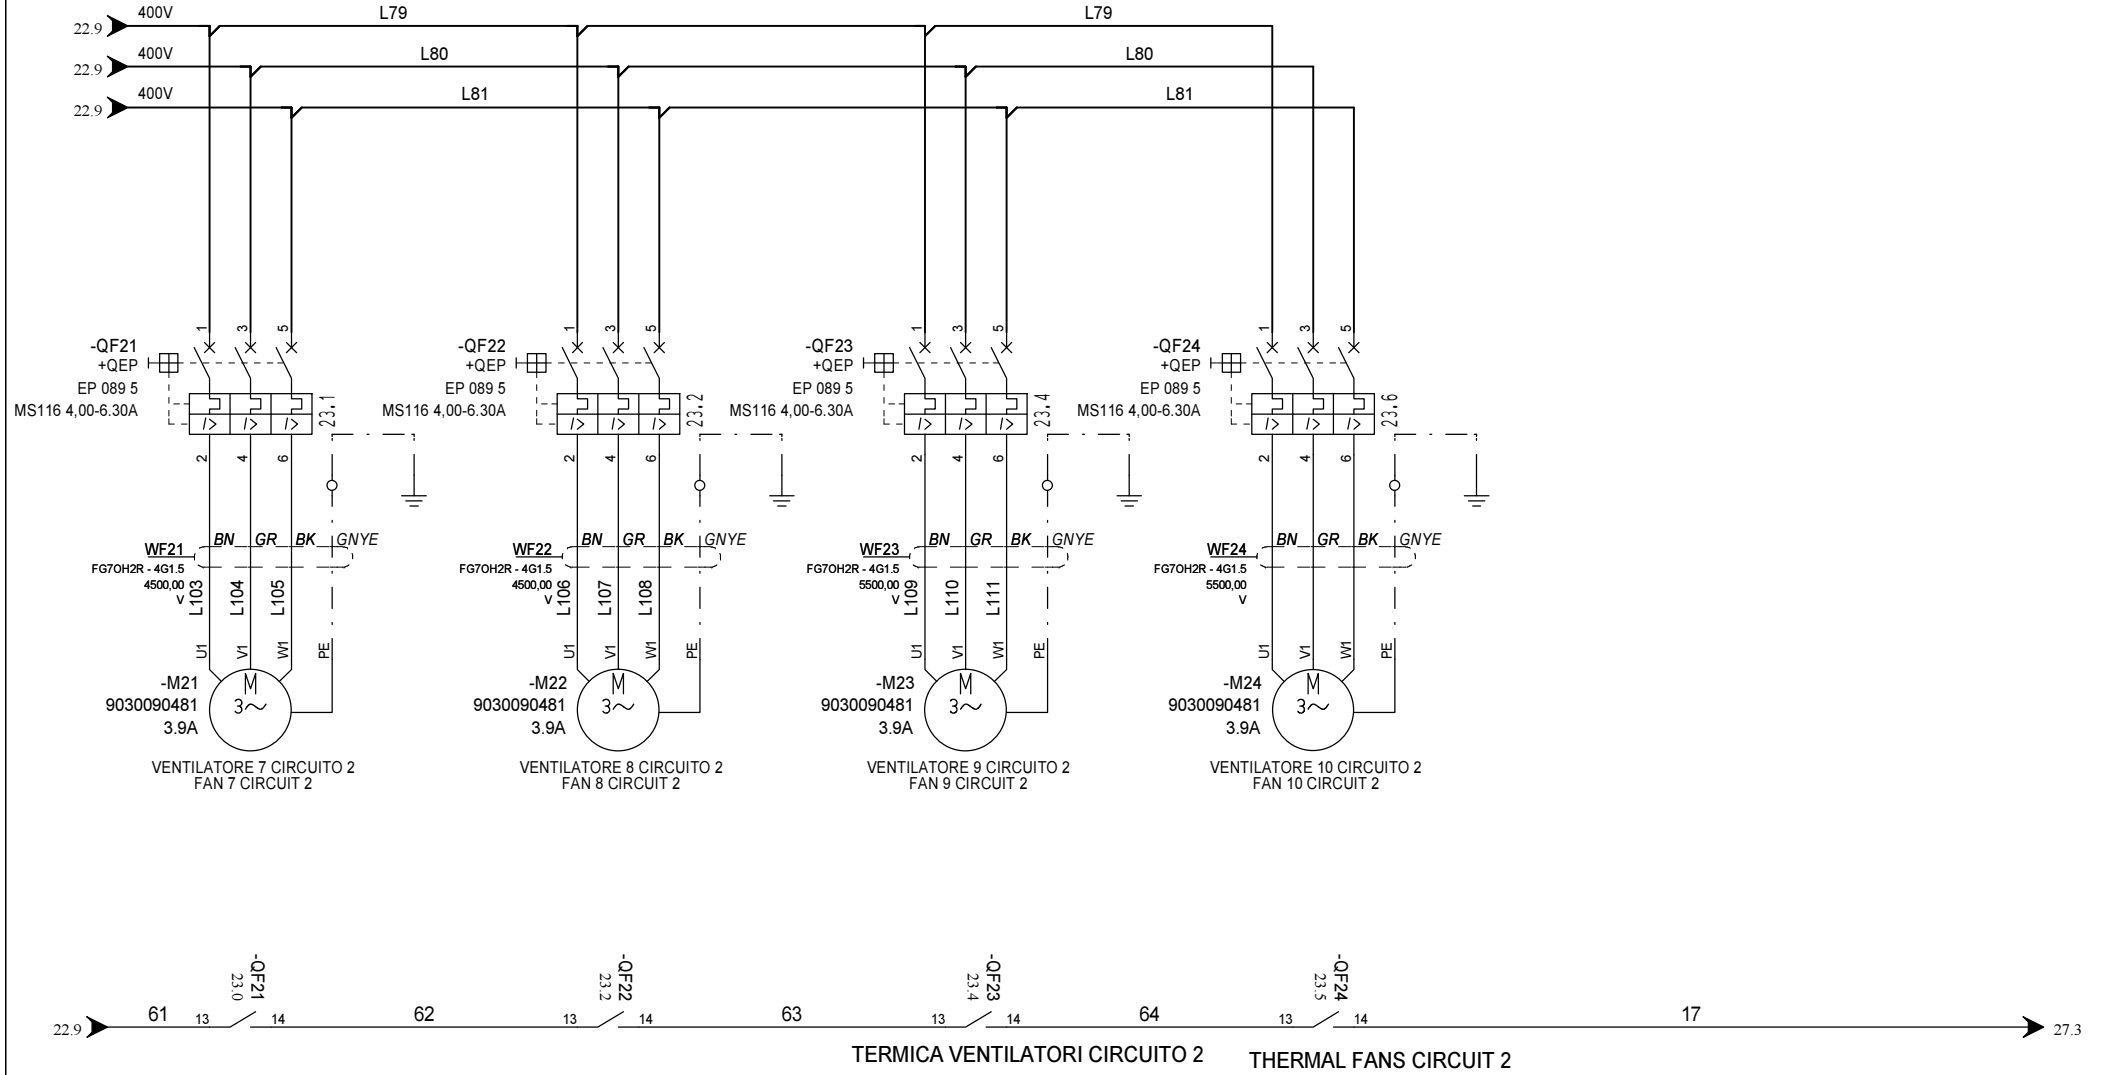 22.9 400V L79 L79
22.9 400V L80 L80
22.9 400V L81 L81
1 3 5
-QF21
+QEP
EP 089 5
MS116 4,00-6.30A
I> I> I>
23.1
2 4 6
BN GR BK GNYE
WF21
FG7OH2R - 4G1.5
4500,00
V
L103 L104 L105
U1 V1 W1 PE
-M21
9030090481
3.9A
M
3~
VENTILATORE 7 CIRCUITO 2
FAN 7 CIRCUIT 2
1 3 5
-QF22
+QEP
EP 089 5
MS116 4,00-6.30A
I> I> I>
23.2
2 4 6
BN GR BK GNYE
WF22
FG7OH2R - 4G1.5
4500,00
V
L106 L107 L108
U1 V1 W1 PE
-M22
9030090481
3.9A
M
3~
VENTILATORE 8 CIRCUITO 2
FAN 8 CIRCUIT 2
1 3 5
-QF23
+QEP
EP 089 5
MS116 4,00-6.30A
I> I> I>
23.4
2 4 6
BN GR BK GNYE
WF23
FG7OH2R - 4G1.5
5500,00
V
L109 L110 L111
U1 V1 W1 PE
-M23
9030090481
3.9A
M
3~
VENTILATORE 9 CIRCUITO 2
FAN 9 CIRCUIT 2
1 3 5
-QF24
+QEP
EP 089 5
MS116 4,00-6.30A
I> I> I>
23.6
2 4 6
BN GR BK GNYE
WF24
FG7OH2R - 4G1.5
5500,00
V
U1 V1 W1 PE
-M24
9030090481
3.9A
M
3~
VENTILATORE 10 CIRCUITO 2
FAN 10 CIRCUIT 2
-QF21
23.0
-QF22
23.2
-QF23
23.4
-QF24
23.5
22.9 61 13 14 62 13 14 63 13 14 64 13 14 17 27.3
TERMICA VENTILATORI CIRCUITO 2 THERMAL FANS CIRCUIT 2